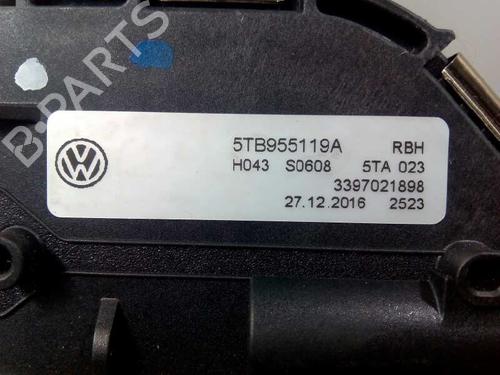 B-PARTS
5TB955119A RBH
H043 S0608 5TA 023
3397021898
27.12.2016 2523